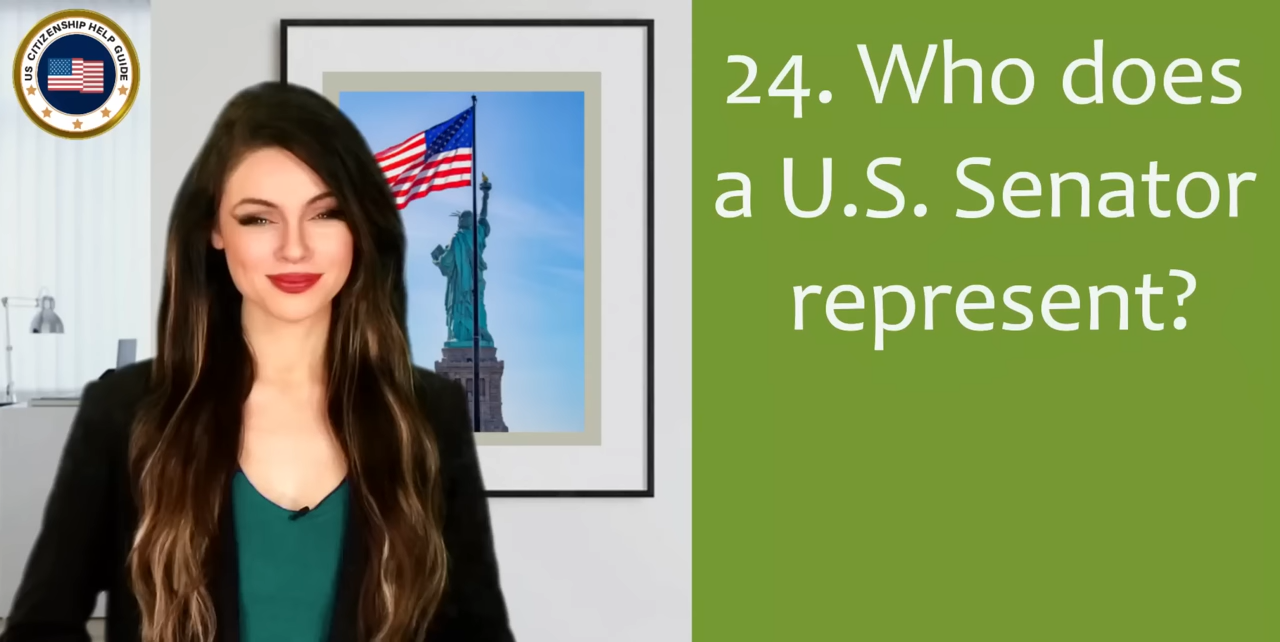 US CITIZENSHIP HELP GUIDE
24. Who does
a U.S. Senator
represent?